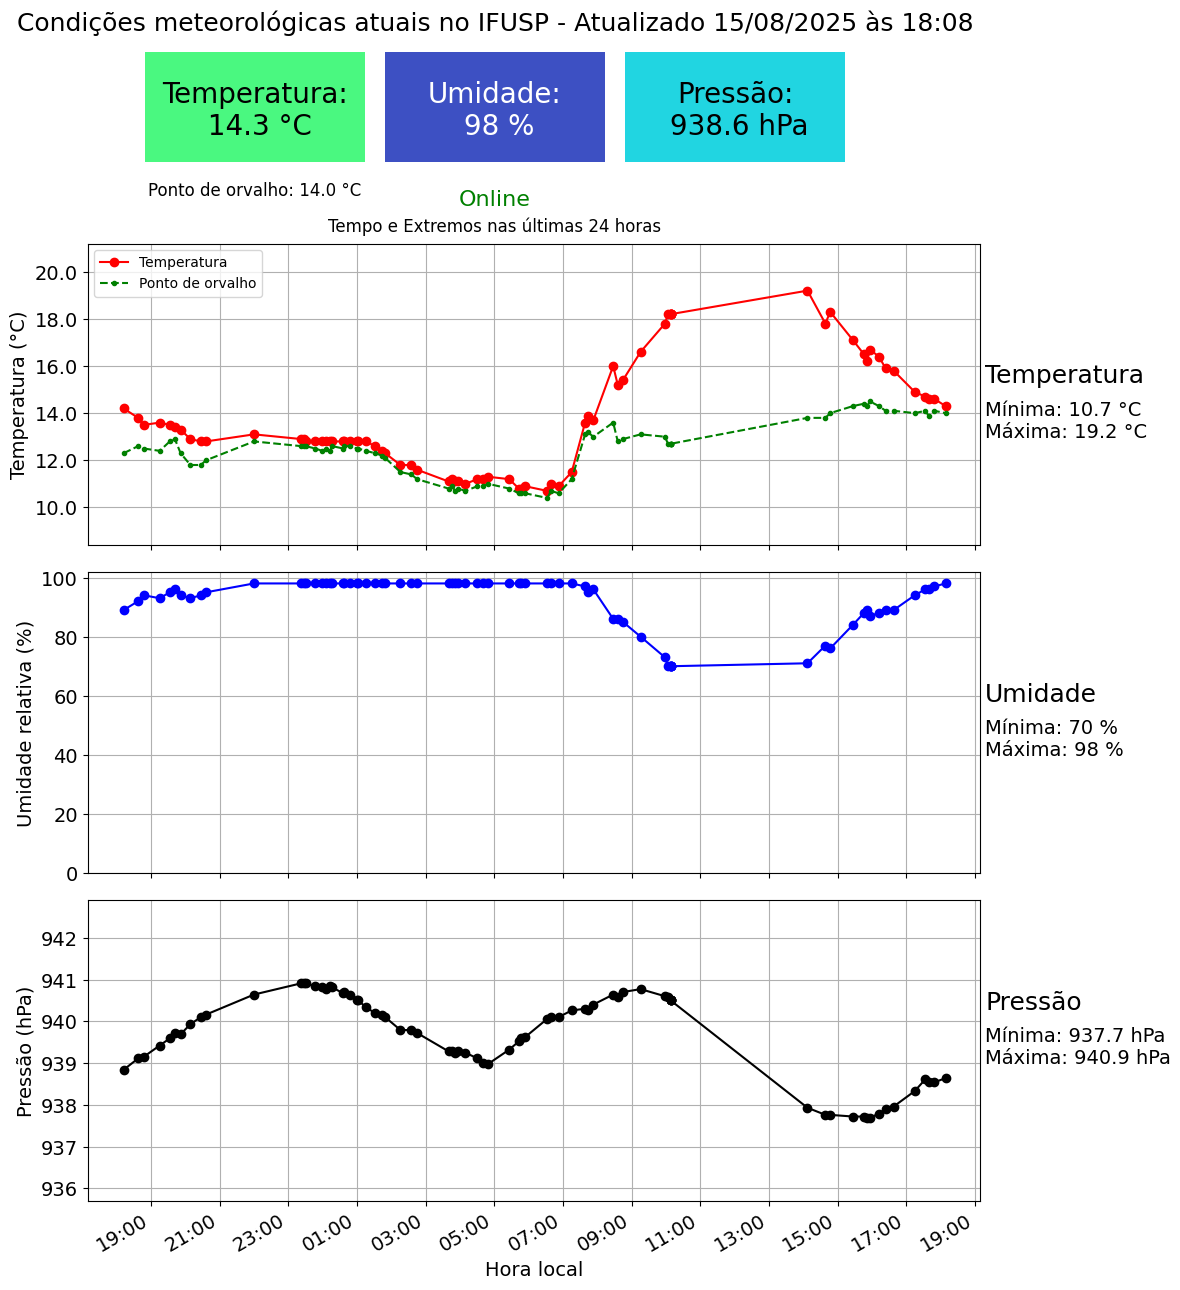 Condições meteorológicas atuais no IFUSP - Atualizado 15/08/2025 às 18:08
Temperatura:
14.3 °C
Umidade:
98 %
Pressão:
938.6 hPa
Ponto de orvalho: 14.0 °C
Online
Tempo e Extremos nas últimas 24 horas
Temperatura
Ponto de orvalho
Temperatura (°C)
20.0
18.0
16.0
14.0
12.0
10.0
Temperatura
Mínima: 10.7 °C
Máxima: 19.2 °C
Umidade relativa (%)
100
80
60
40
20
0
Umidade
Mínima: 70 %
Máxima: 98 %
Pressão (hPa)
942
941
940
939
938
937
936
Pressão
Mínima: 937.7 hPa
Máxima: 940.9 hPa
19:00
21:00
23:00
01:00
03:00
05:00
07:00
09:00
11:00
13:00
15:00
17:00
19:00
Hora local